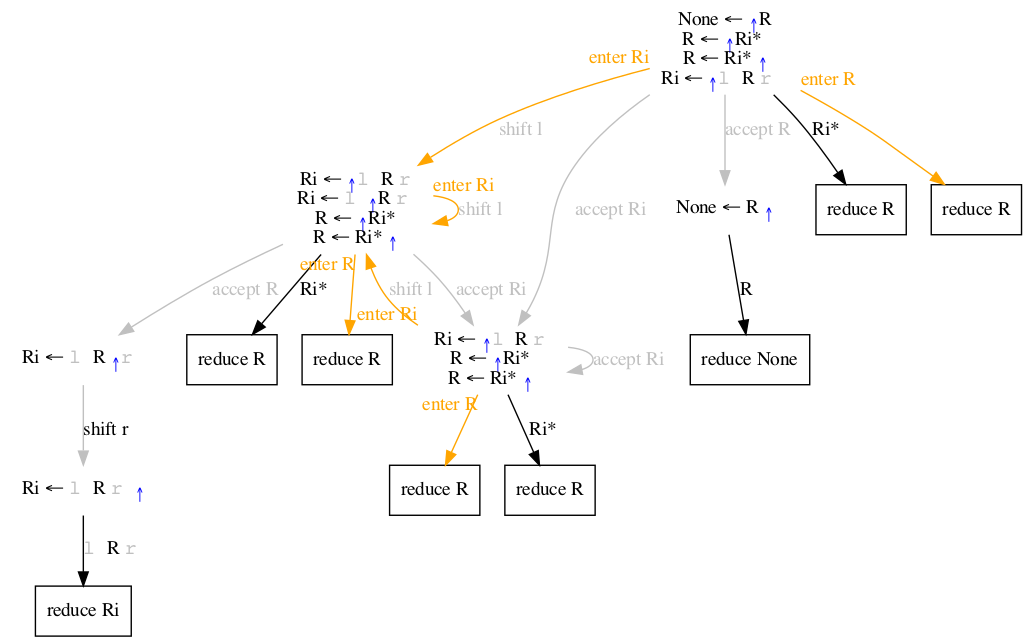 None ← ↑R
R ← ↑Ri*
R ← Ri* ↑
Ri ← ↑l R r
enter Ri
enter R
shift l
accept R
Ri*
Ri ← ↑l R r
Ri ← l ↑R r
R ← ↑Ri*
R ← Ri* ↑
enter Ri
shift l
accept Ri
None ← R ↑
reduce R
reduce R
enter R
accept R
Ri*
shift l
accept Ri
R
enter Ri
Ri ← l R ↑r
reduce R
reduce R
Ri ← ↑l R r
R ← ↑Ri*
R ← Ri* ↑
accept Ri
reduce None
enter R
shift r
Ri*
Ri ← l R r ↑
reduce R
reduce R
l R r
reduce Ri